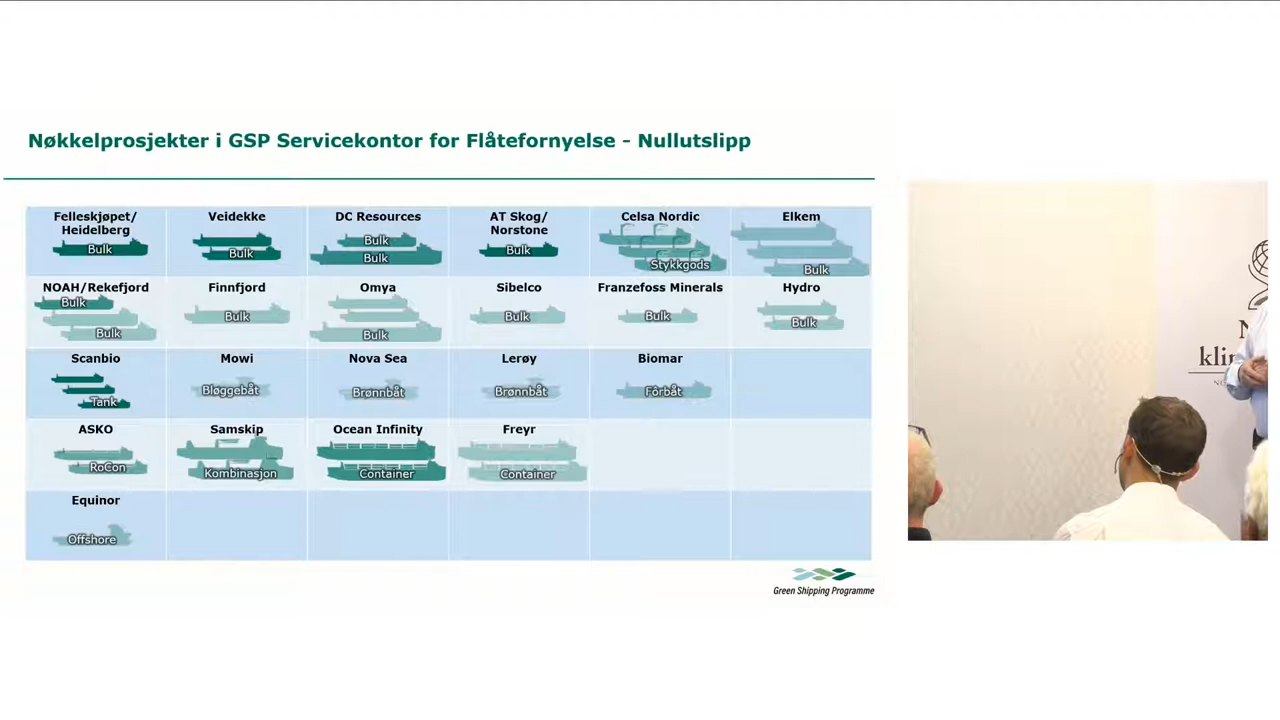 Nøkkelprosjekter i GSP Servicekontor for Flåtefornyelse - Nullutslipp
Felleskjøpet/
Heidelberg
Bulk
Veidekke
Bulk
DC Resources
Bulk
Bulk
AT Skog/
Norstone
Bulk
Celsa Nordic
Stykkgods
Elkem
Bulk
NOAH/Rekefjord
Bulk
Bulk
Finnfjord
Bulk
Omya
Bulk
Sibelco
Bulk
Franzefoss Minerals
Bulk
Hydro
Bulk
Scanbio
Tank
Mowi
Bløggebåt
Nova Sea
Brønnbåt
Lerøy
Brønnbåt
Biomar
Fôrbåt
ASKO
RoCon
Samskip
Kombinasjon
Ocean Infinity
Container
Freyr
Container
Equinor
Offshore
Green Shipping Programme